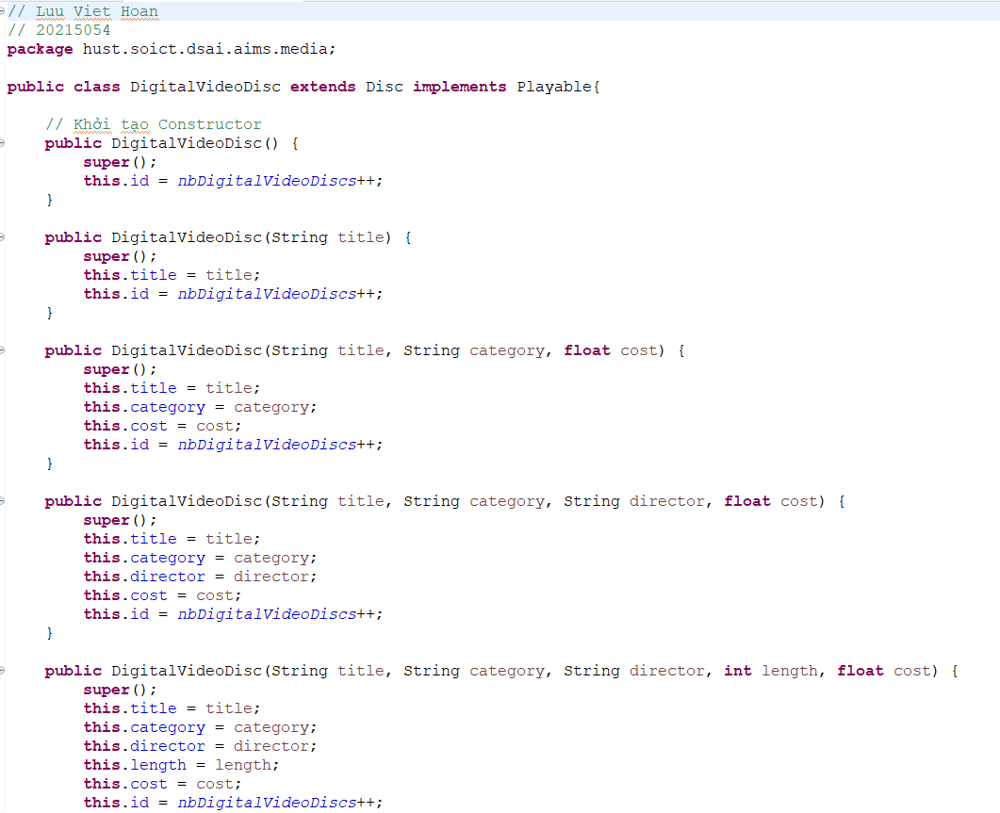 // Luu Viet Hoan
// 20215054
package hust.soict.dsai.aims.media;
public class DigitalVideoDisc extends Disc implements Playable{
// Khởi tạo Constructor
public DigitalVideoDisc() {
super();
this.id = nbDigitalVideoDiscs++;
}
public DigitalVideoDisc(String title) {
super();
this.title = title;
this.id = nbDigitalVideoDiscs++;
}
public DigitalVideoDisc(String title, String category, float cost) {
super();
this.title = title;
this.category = category;
this.cost = cost;
this.id = nbDigitalVideoDiscs++;
}
public DigitalVideoDisc(String title, String category, String director, float cost) {
super();
this.title = title;
this.category = category;
this.director = director;
this.cost = cost;
this.id = nbDigitalVideoDiscs++;
}
public DigitalVideoDisc(String title, String category, String director, int length, float cost) {
super();
this.title = title;
this.category = category;
this.director = director;
this.length = length;
this.cost = cost;
this.id = nbDigitalVideoDiscs++;